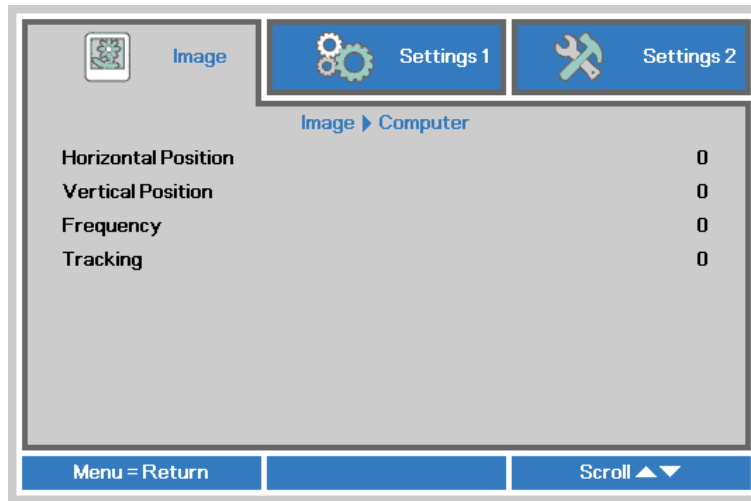 Image Settings 1 Settings 2
Image ▶ Computer
Horizontal Position 0
Vertical Position 0
Frequency 0
Tracking 0
Menu = Return Scroll ▲▼